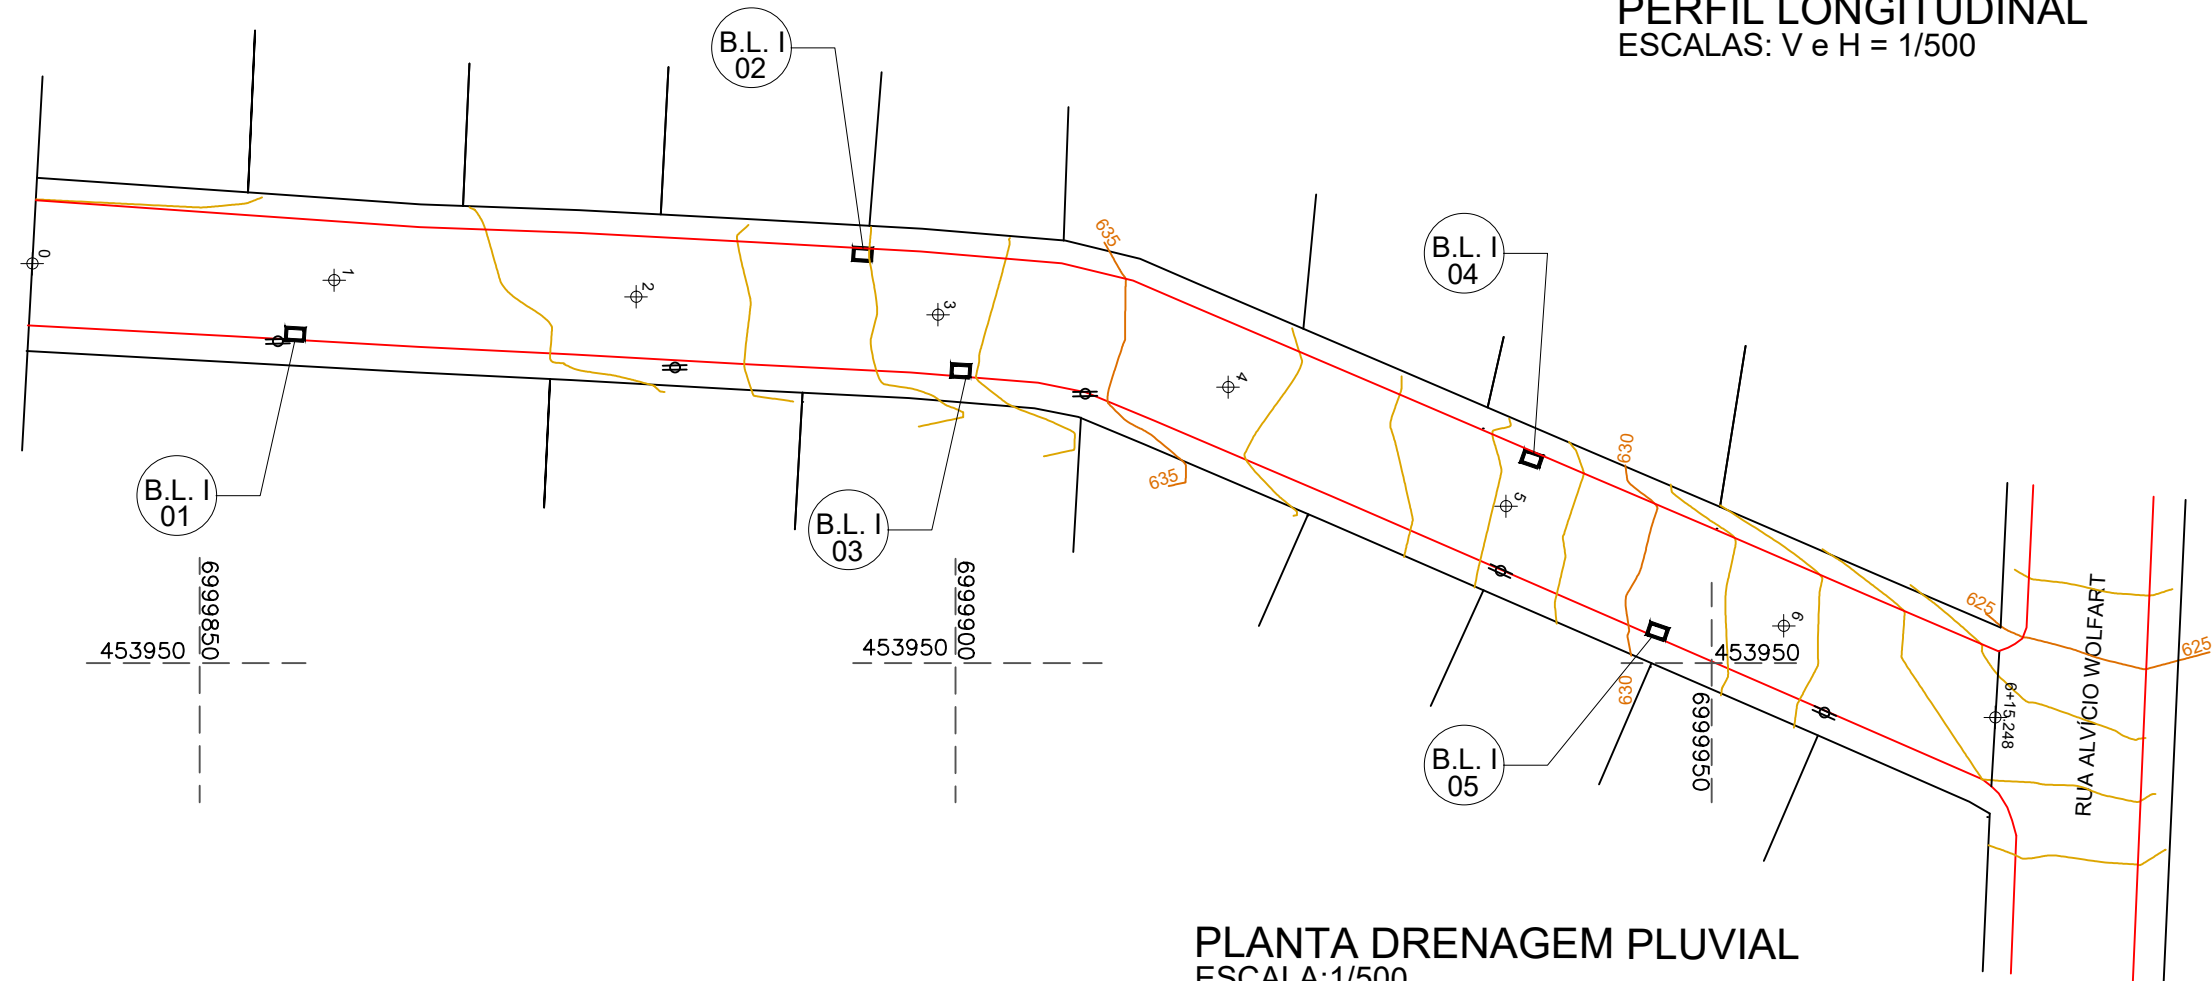 PERFIL LONGITUDINAL
ESCALAS: V e H = 1/500
B.L. I
02
B.L. I
04
B.L. I
01
B.L. I
03
B.L. I
05
0
1
2
3
4
5
6
6+15.248
635
635
630
630
625
625
453950
6999850
453950
6999900
453950
6999950
RUA ALVÍCIO WOLFART
PLANTA DRENAGEM PLUVIAL
ESCALA:1/500